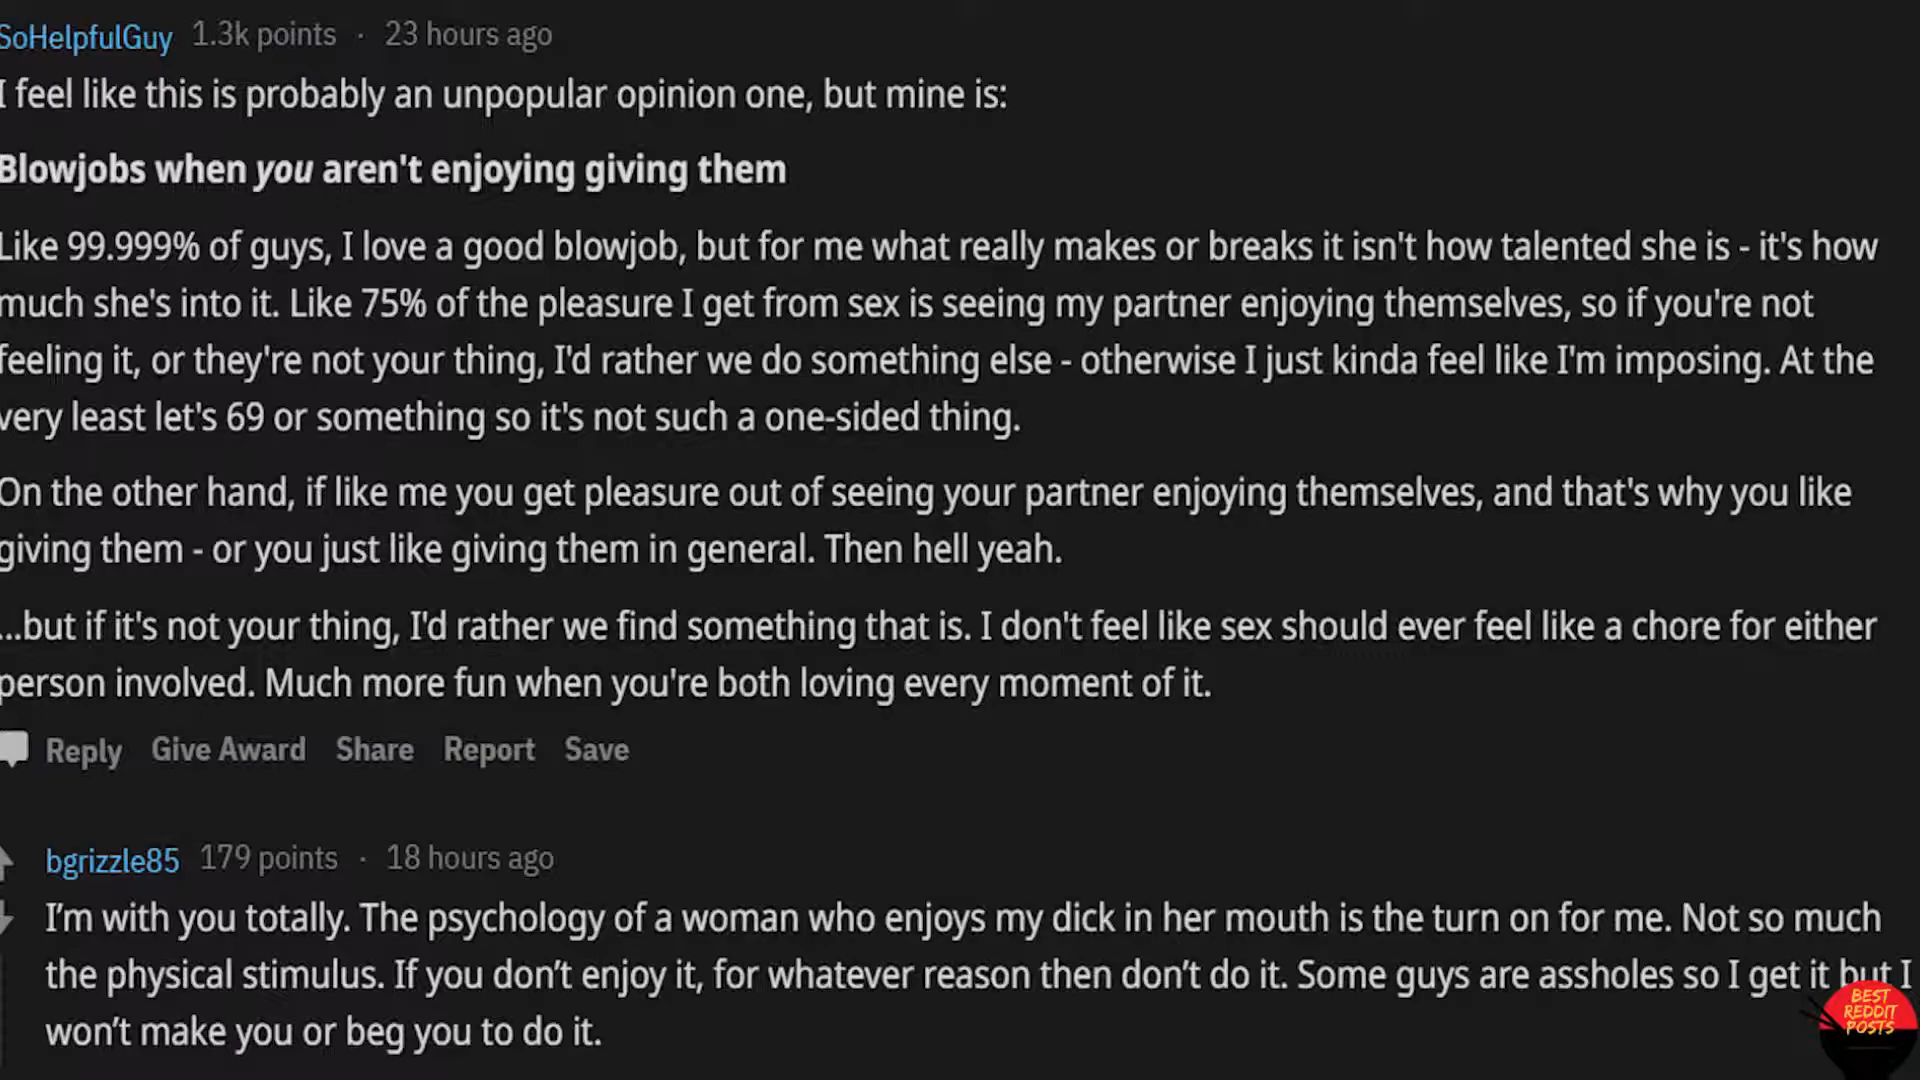 SoHelpfulGuy 1.3k points · 23 hours ago
I feel like this is probably an unpopular opinion one, but mine is:
Blowjobs when you aren't enjoying giving them
Like 99.999% of guys, I love a good blowjob, but for me what really makes or breaks it isn't how talented she is - it's how
much she's into it. Like 75% of the pleasure I get from sex is seeing my partner enjoying themselves, so if you're not
feeling it, or they're not your thing, I'd rather we do something else - otherwise I just kinda feel like I'm imposing. At the
very least let's 69 or something so it's not such a one-sided thing.
On the other hand, if like me you get pleasure out of seeing your partner enjoying themselves, and that's why you like
giving them - or you just like giving them in general. Then hell yeah.
...but if it's not your thing, I'd rather we find something that is. I don't feel like sex should ever feel like a chore for either
person involved. Much more fun when you're both loving every moment of it.
Reply Give Award Share Report Save
bgrizzle85 179 points · 18 hours ago
I’m with you totally. The psychology of a woman who enjoys my dick in her mouth is the turn on for me. Not so much
the physical stimulus. If you don’t enjoy it, for whatever reason then don’t do it. Some guys are assholes so I get it but I
won’t make you or beg you to do it.
BEST
REDDIT
POSTS